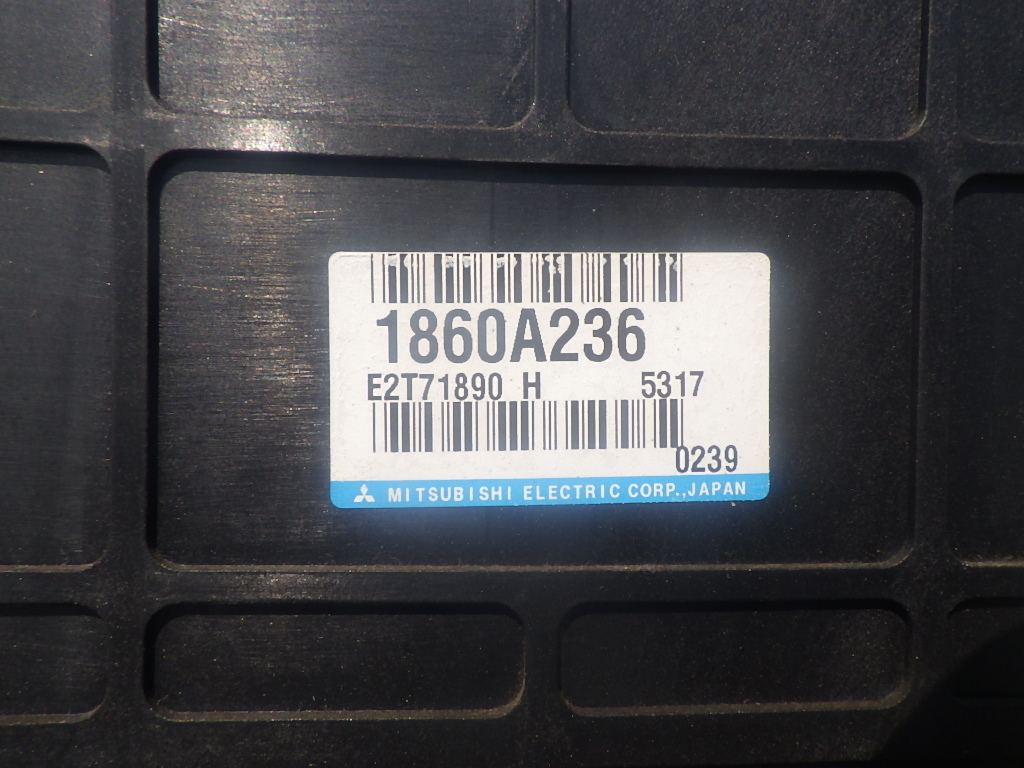 1860A236
E2T71890 H 5317
0239
MITSUBISHI ELECTRIC CORP.,JAPAN